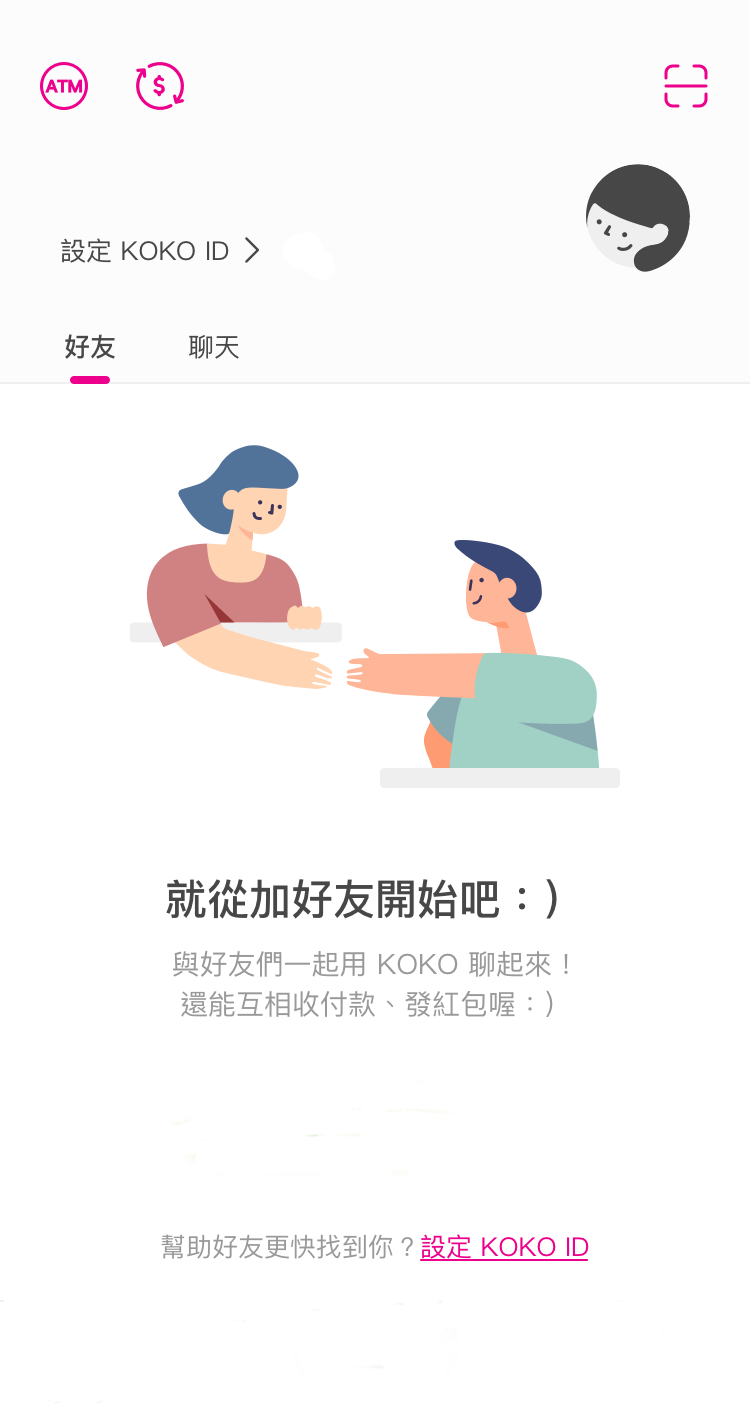 ATM
$
設定 KOKO ID
好友 聊天
就從加好友開始吧：）
與好友們一起用 KOKO 聊起來！
還能互相收付款、發紅包喔：）
幫助好友更快找到你？設定 KOKO ID